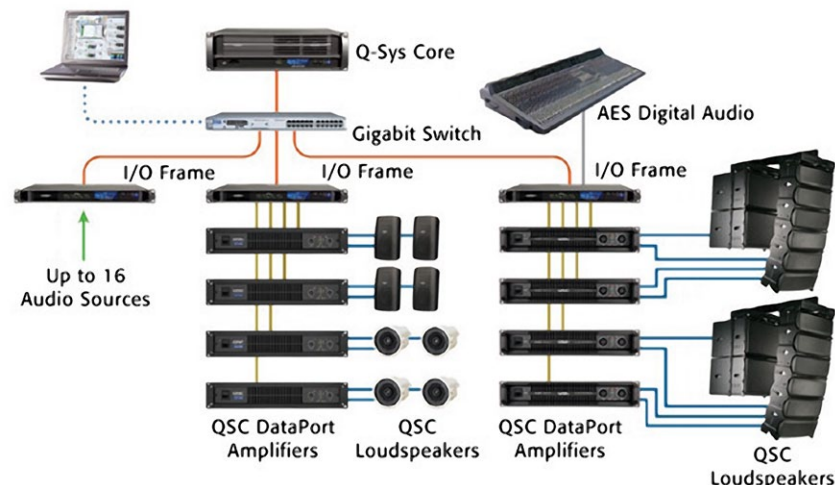 Q-Sys Core
AES Digital Audio
Gigabit Switch
I/O Frame
I/O Frame
I/O Frame
Up to 16
Audio Sources
QSC DataPort
Amplifiers
QSC
Loudspeakers
QSC DataPort
Amplifiers
QSC
Loudspeakers